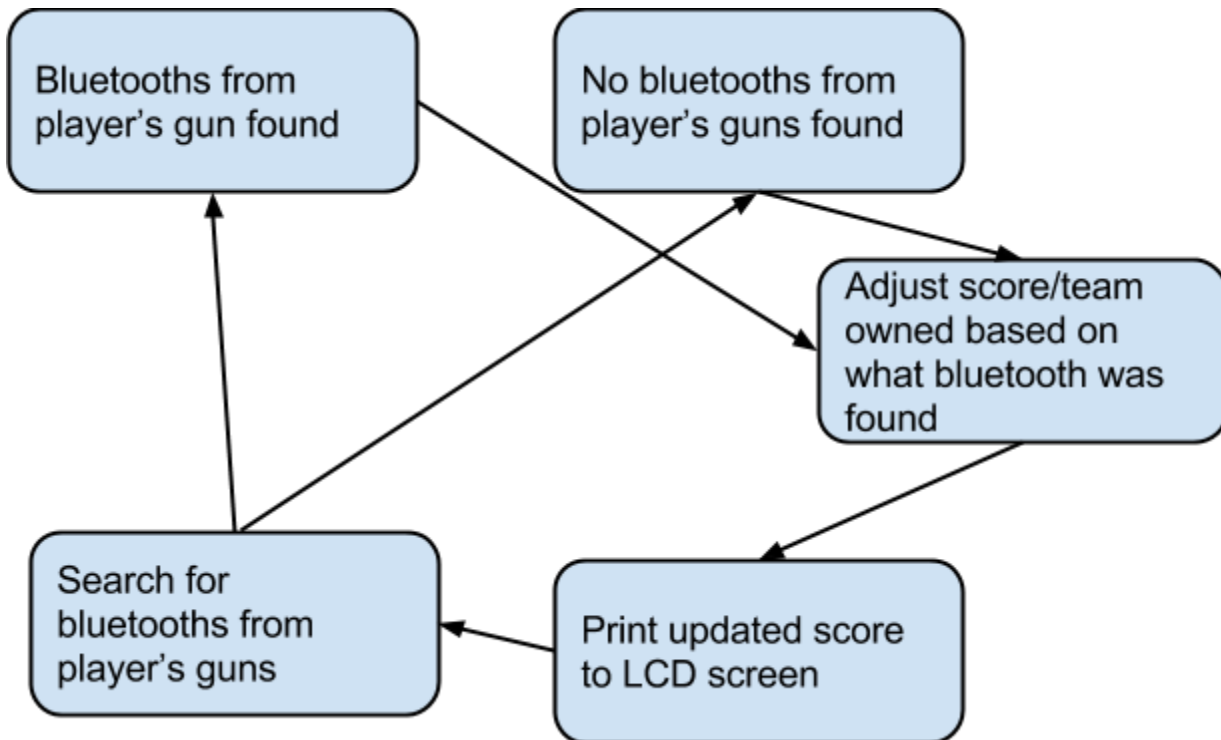 Bluetooths from
player's gun found
No bluetooths from
player's guns found
Adjust score/team
owned based on
what bluetooth was
found
Search for
bluetooths from
player's guns
Print updated score
to LCD screen